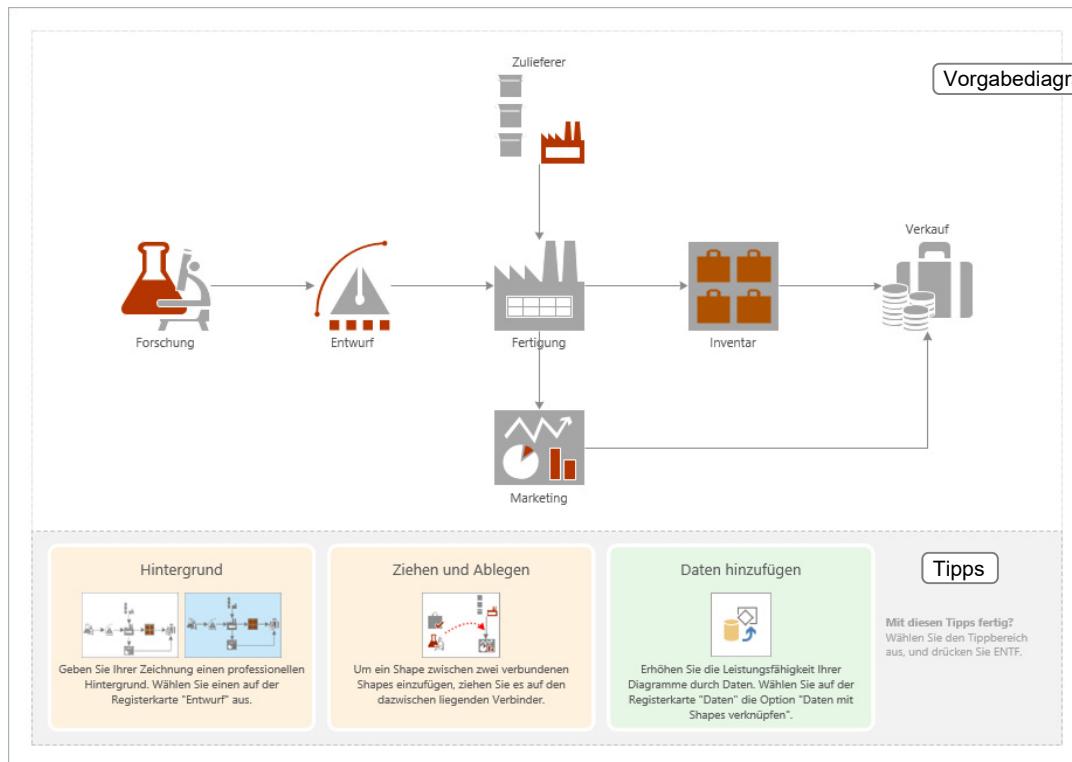 Zulieferer
Vorgabediagr
Verkauf
Forschung
Entwurf
Fertigung
Inventar
Marketing
Hintergrund
Geben Sie Ihrer Zeichnung einen professionellen
Hintergrund. Wählen Sie einen auf der
Registerkarte "Entwurf" aus.
Ziehen und Ablegen
Um ein Shape zwischen zwei verbundenen
Shapes einzufügen, ziehen Sie es auf den
dazwischen liegenden Verbinder.
Daten hinzufügen
Erhöhen Sie die Leistungsfähigkeit Ihrer
Diagramme durch Daten. Wählen Sie auf der
Registerkarte "Daten" die Option "Daten mit
Shapes verknüpfen".
Tipps
Mit diesen Tipps fertig?
Wählen Sie den Tippbereich
aus, und drücken Sie ENTF.